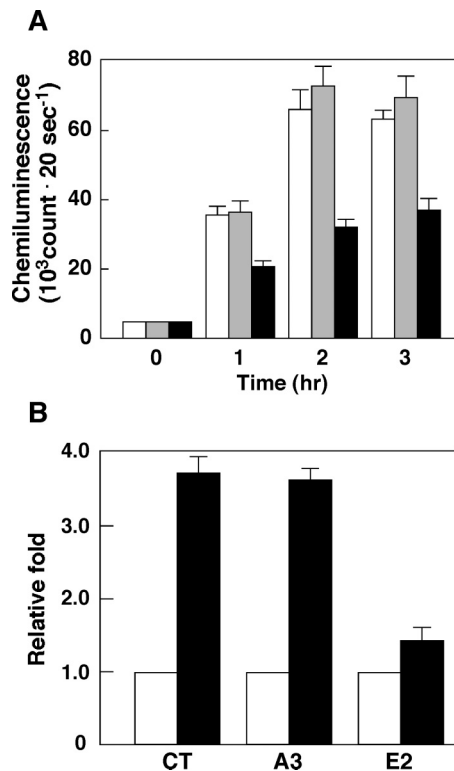 A
Chemiluminescence
(10³count · 20 sec⁻¹)
80
60
40
20
0
0 1 2 3
Time (hr)
B
Relative fold
4.0
3.0
2.0
1.0
0
CT A3 E2